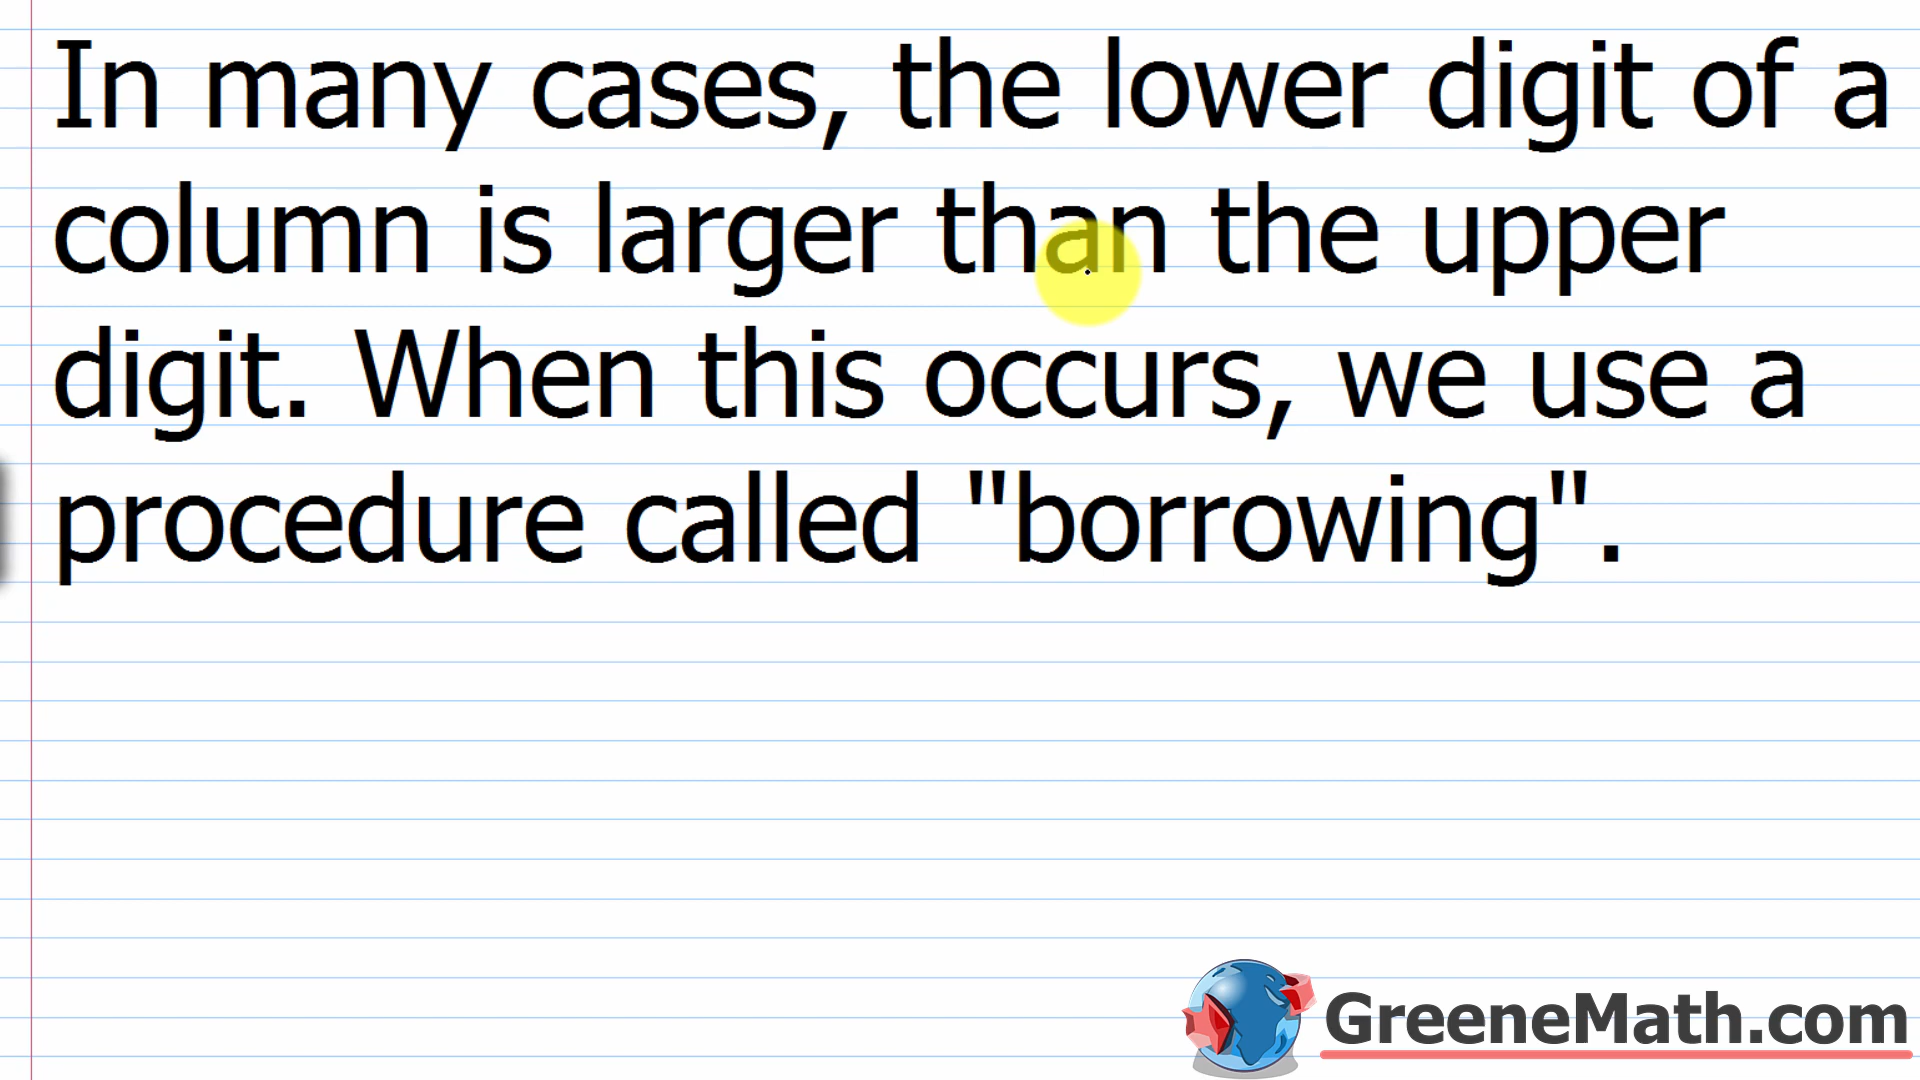 In many cases, the lower digit of a
column is larger than the upper
digit. When this occurs, we use a
procedure called "borrowing".
GreeneMath.com